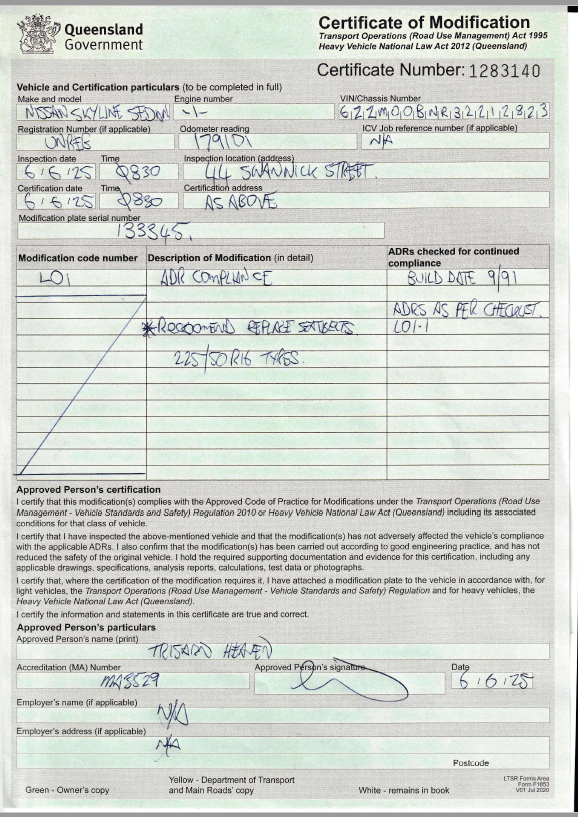 Queensland
Government
Certificate of Modification
Transport Operations (Road Use Management) Act 1995
Heavy Vehicle National Law Act 2012 (Queensland)
Certificate Number: 1283140
Vehicle and Certification particulars (to be completed in full)
Make and model Engine number VIN/Chassis Number
NISSAN SKYLINE SEDAN -/-
Registration Number (if applicable) Odometer reading ICV Job reference number (if applicable)
UNREG 179101 N/A
Inspection date Time Inspection location (address)
6/6/25 0830 44 SWANNICK STREET.
Certification date Time Certification address
6/6/25 0830 AS ABOVE
Modification plate serial number
133345.
Modification code number Description of Modification (in detail) ADRs checked for continued compliance
LO1 ADR COMPLIANCE BUILD DATE 9/91
ADRS AS PER CHECKLIST.
*RECOOMEND REPLACE SEATBELTS LO1-1
225/50 R16 TYRES.
Approved Person's certification
I certify that this modification(s) complies with the Approved Code of Practice for Modifications under the Transport Operations (Road Use
Management - Vehicle Standards and Safety) Regulation 2010 or Heavy Vehicle National Law Act (Queensland) including its associated
conditions for that class of vehicle.
I certify that I have inspected the above-mentioned vehicle and that the modification(s) has not adversely affected the vehicle's compliance
with the applicable ADRs. I also confirm that the modification(s) has been carried out according to good engineering practice, and has not
reduced the safety of the original vehicle. I hold the required supporting documentation and evidence for this certification, including any
applicable drawings, specifications, analysis reports, calculations, test data or photographs.
I certify that, where the certification of the modification requires it, I have attached a modification plate to the vehicle in accordance with, for
light vehicles, the Transport Operations (Road Use Management - Vehicle Standards and Safety) Regulation and for heavy vehicles, the
Heavy Vehicle National Law Act (Queensland).
I certify the information and statements in this certificate are true and correct.
Approved Person's particulars
Approved Person's name (print)
HEAVEN
Accreditation (MA) Number Approved Person's signature Date
MA3529 6/6/25
Employer's name (if applicable)
N/A
Employer's address (if applicable)
N/A
Postcode
Green - Owner's copy
Yellow - Department of Transport
and Main Roads' copy
White - remains in book
LTSR Forms Area
Form F1853
V01 Jul 2020